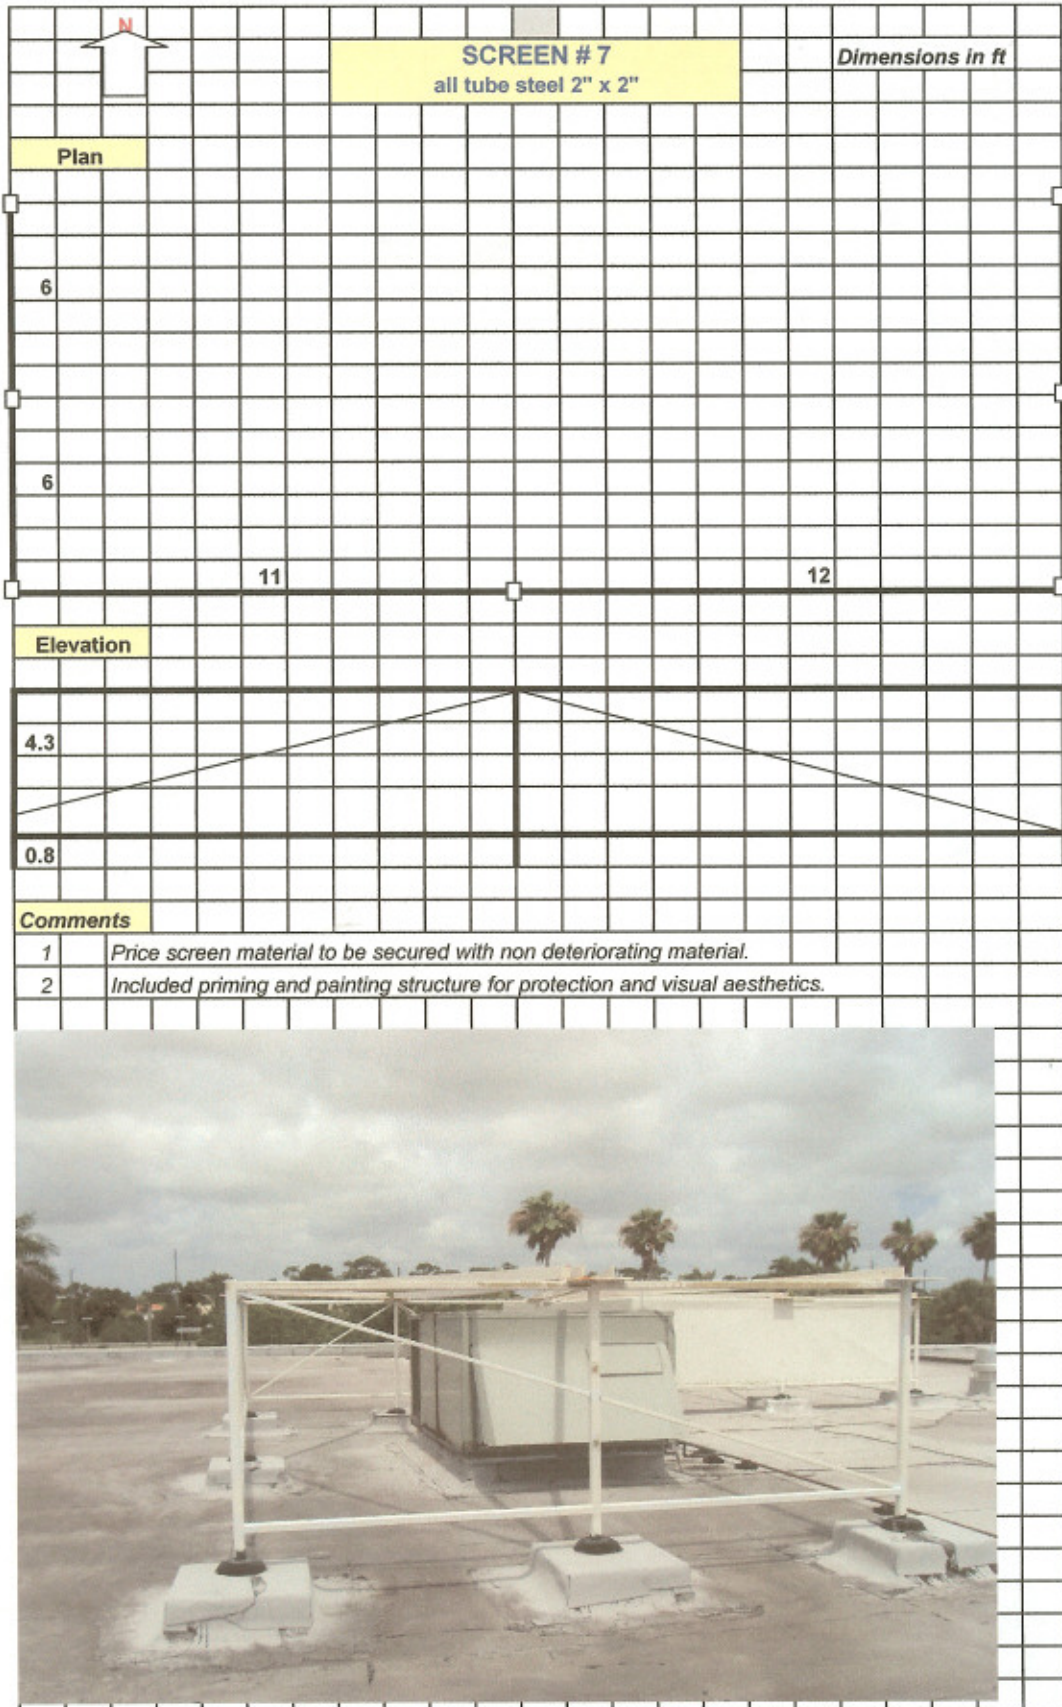 N
SCREEN # 7
all tube steel 2" x 2"
Dimensions in ft
Plan
6
6
11
12
Elevation
4.3
0.8
Comments
1 Price screen material to be secured with non deteriorating material.
2 Included priming and painting structure for protection and visual aesthetics.